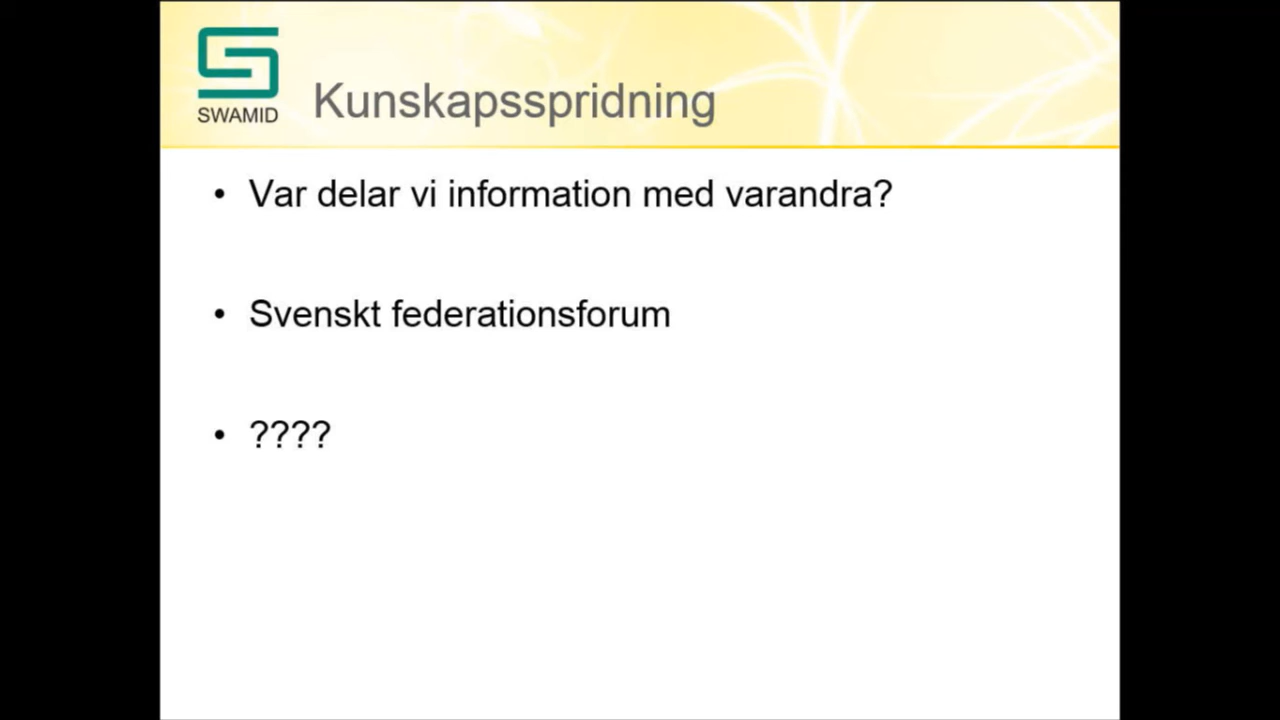 SWAMID
Kunskapsspridning
• Var delar vi information med varandra?
• Svenskt federationsforum
• ????